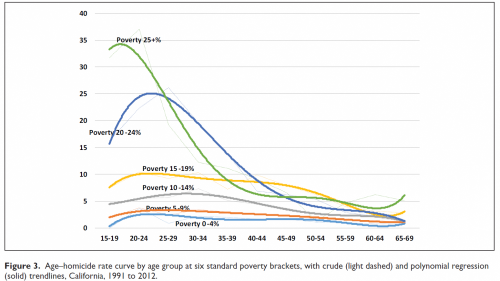 40
35
30
25
20
15
10
5
0
Poverty 25+%
Poverty 20 -24%
Poverty 15 -19%
Poverty 10 -14%
Poverty 5 -9%
Poverty 0 -4%
15-19 20-24 25-29 30-34 35-39 40-44 45-49 50-54 55-59 60-64 65-69
Figure 3. Age–homicide rate curve by age group at six standard poverty brackets, with crude (light dashed) and polynomial regression
(solid) trendlines, California, 1991 to 2012.